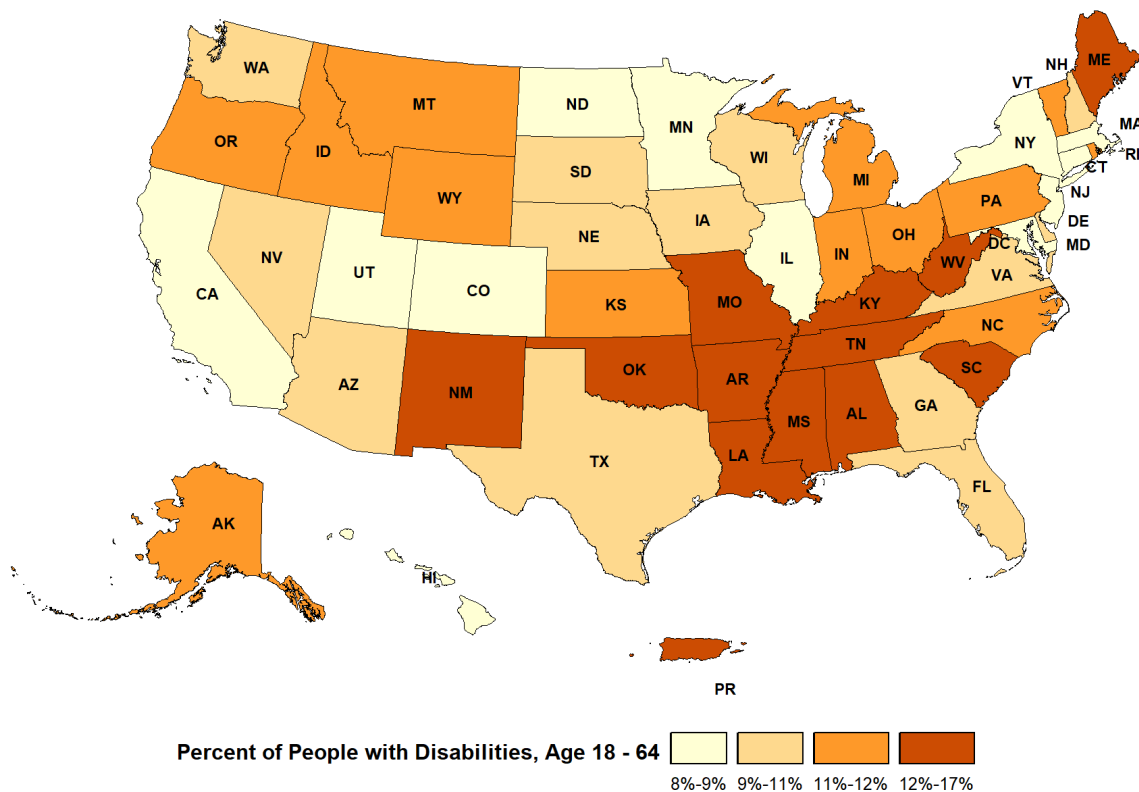 WA
NH
ME
VT
MT
ND
MN
MA
OR
ID
NY
RI
WI
SD
MI
CT
WY
NJ
PA
IA
DE
NE
OH
MD
DC
IN
IL
NV
WV
VA
UT
CO
CA
MO
KS
KY
NC
TN
OK
SC
AZ
AR
NM
GA
MS
AL
LA
TX
FL
AK
HI
PR
Percent of People with Disabilities, Age 18 - 64
8%-9% 9%-11% 11%-12% 12%-17%